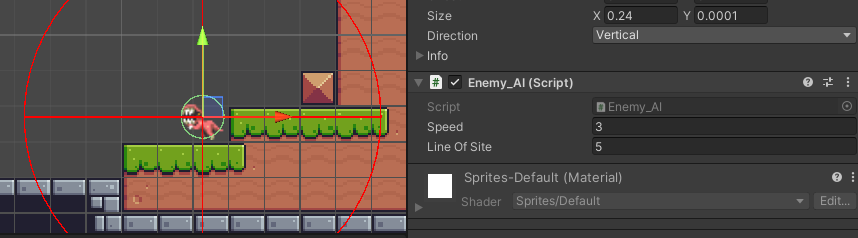 Size X 0.24 Y 0.0001
Direction Vertical
Info
# Enemy_AI (Script)
Script Enemy_AI
Speed 3
Line Of Site 5
Sprites-Default (Material)
Shader Sprites/Default Edit...